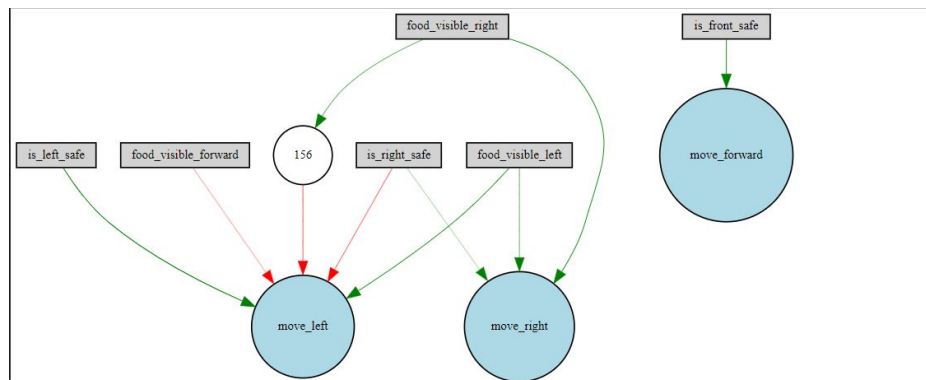 food_visible_right
is_front_safe
is_left_safe
food_visible_forward
156
is_right_safe
food_visible_left
move_forward
move_left
move_right